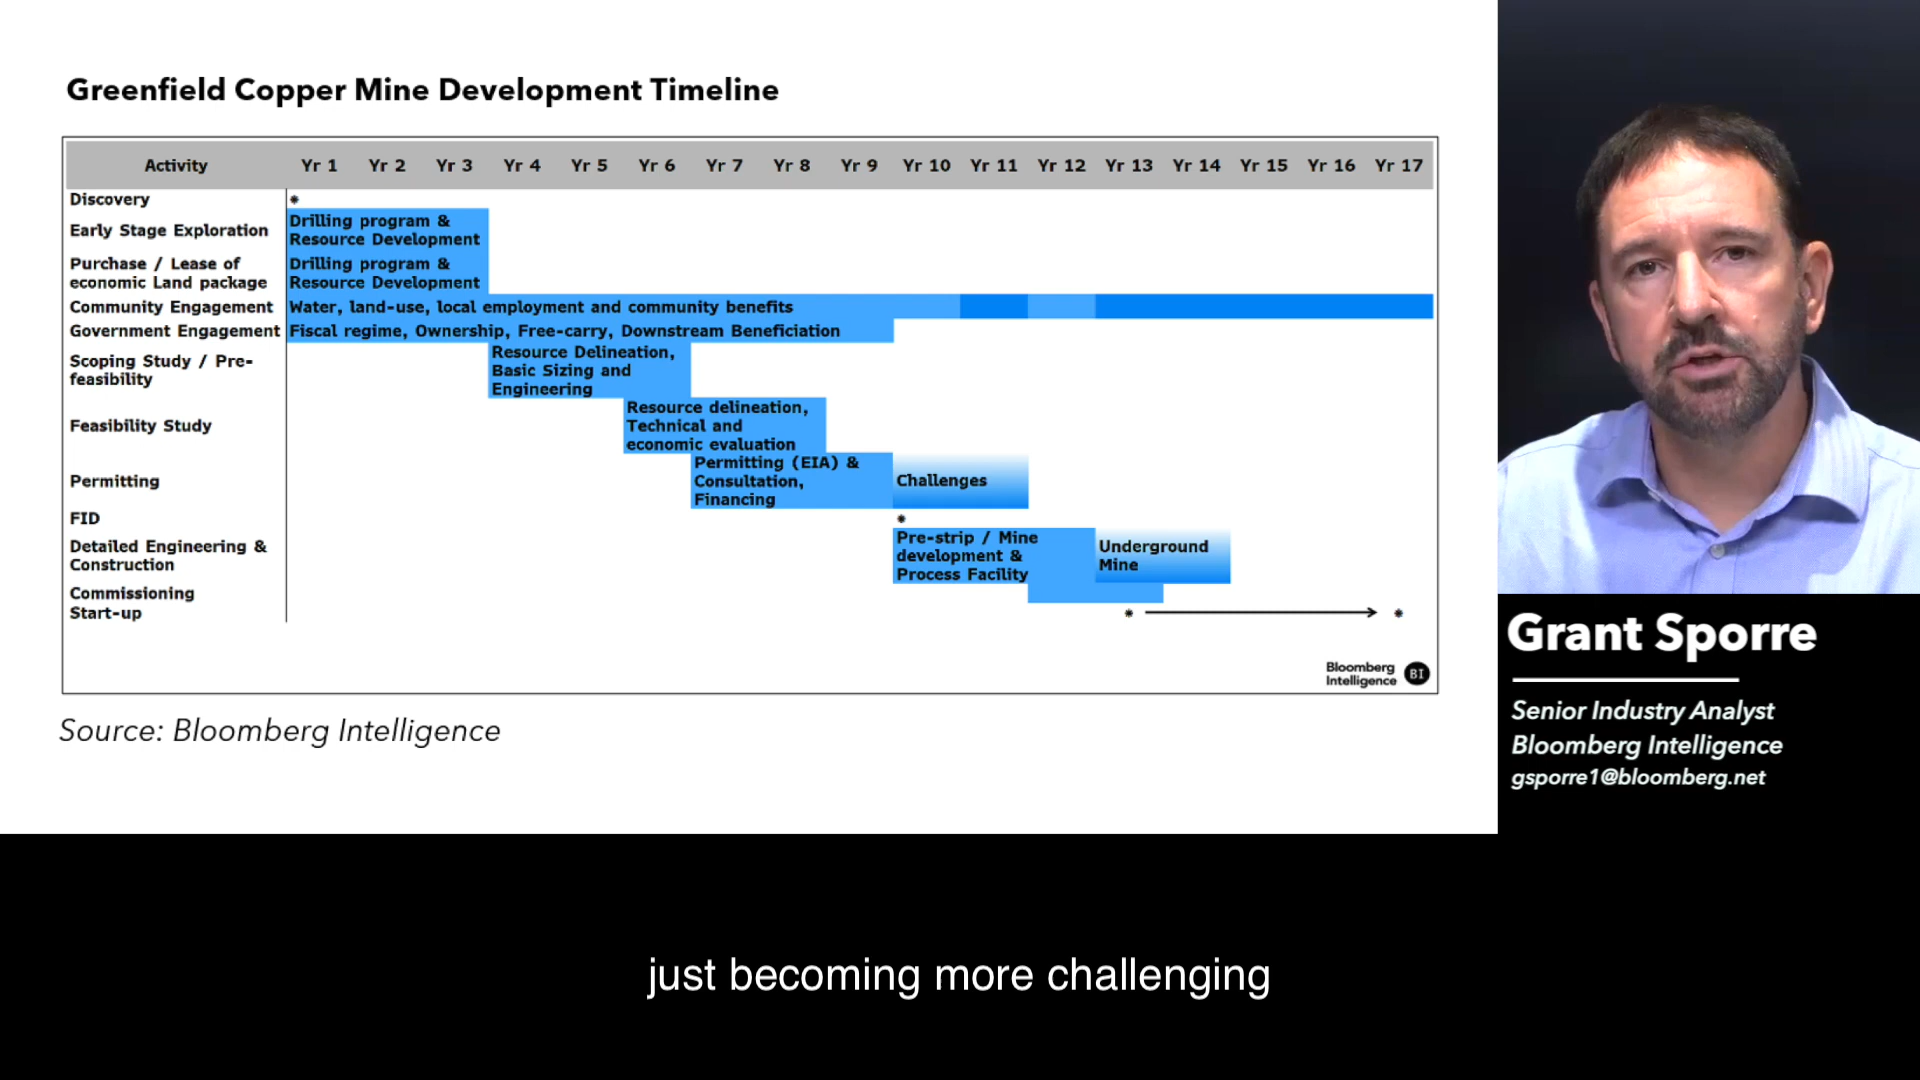 Greenfield Copper Mine Development Timeline
Activity Yr 1 Yr 2 Yr 3 Yr 4 Yr 5 Yr 6 Yr 7 Yr 8 Yr 9 Yr 10 Yr 11 Yr 12 Yr 13 Yr 14 Yr 15 Yr 16 Yr 17
Discovery *
Early Stage Exploration
Drilling program &
Resource Development
Purchase / Lease of
economic Land package
Drilling program &
Resource Development
Community Engagement Water, land-use, local employment and community benefits
Government Engagement Fiscal regime, Ownership, Free-carry, Downstream Beneficiation
Scoping Study / Pre-
feasibility
Resource Delineation,
Basic Sizing and
Engineering
Feasibility Study
Resource delineation,
Technical and
economic evaluation
Permitting
Permitting (EIA) &
Consultation,
Financing
Challenges
FID *
Detailed Engineering &
Construction
Pre-strip / Mine
development &
Process Facility
Underground
Mine
Commissioning
Start-up * *
Bloomberg
Intelligence
BI
Source: Bloomberg Intelligence
Grant Sporre
Senior Industry Analyst
Bloomberg Intelligence
gsporre1@bloomberg.net
just becoming more challenging